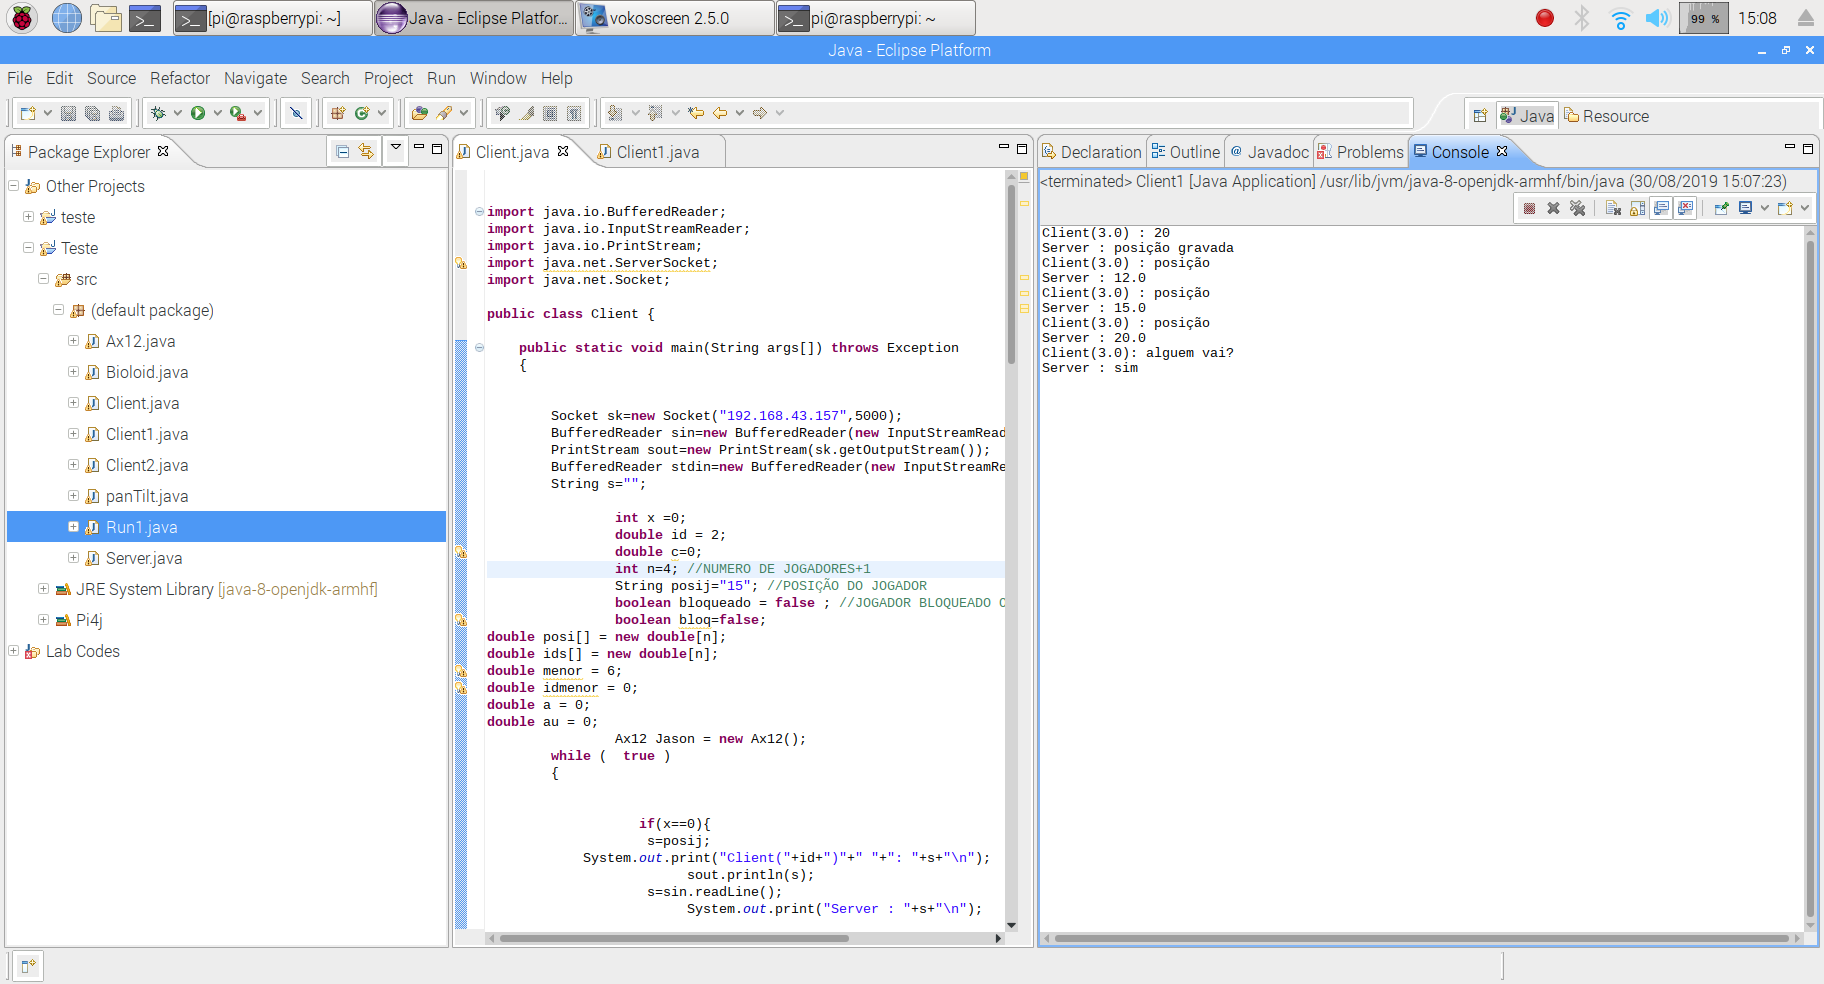 [pi@raspberrypi: ~]
Java - Eclipse Platfor...
vokoscreen 2.5.0
pi@raspberrypi: ~
99 %
15:08
Java - Eclipse Platform
File Edit Source Refactor Navigate Search Project Run Window Help
Java
Resource
Package Explorer
Other Projects
teste
Teste
src
(default package)
Ax12.java
Bioloid.java
Client.java
Client1.java
Client2.java
panTilt.java
Run1.java
Server.java
JRE System Library [java-8-openjdk-armhf]
Pi4j
Lab Codes
Client.java
Client1.java
import java.io.BufferedReader;
import java.io.InputStreamReader;
import java.io.PrintStream;
import java.net.ServerSocket;
import java.net.Socket;
public class Client {
public static void main(String args[]) throws Exception
{
Socket sk=new Socket("192.168.43.157",5000);
BufferedReader sin=new BufferedReader(new InputStreamRead
PrintStream sout=new PrintStream(sk.getOutputStream());
BufferedReader stdin=new BufferedReader(new InputStreamRe
String s="";
int x =0;
double id = 2;
double c=0;
int n=4; //NUMERO DE JOGADORES+1
String posij="15"; //POSIÇÃO DO JOGADOR
boolean bloqueado = false ; //JOGADOR BLOQUEADO O
boolean bloq=false;
double posi[] = new double[n];
double ids[] = new double[n];
double menor = 6;
double idmenor = 0;
double a = 0;
double au = 0;
Ax12 Jason = new Ax12();
while ( true )
{
if(x==0){
s=posij;
System.out.print("Client("+id+")"+" "+": "+s+"\n");
sout.println(s);
s=sin.readLine();
System.out.print("Server : "+s+"\n");
Declaration
Outline
@ Javadoc
Problems
Console
<terminated> Client1 [Java Application] /usr/lib/jvm/java-8-openjdk-armhf/bin/java (30/08/2019 15:07:23)
Client(3.0) : 20
Server : posição gravada
Client(3.0) : posição
Server : 12.0
Client(3.0) : posição
Server : 15.0
Client(3.0) : posição
Server : 20.0
Client(3.0): alguem vai?
Server : sim